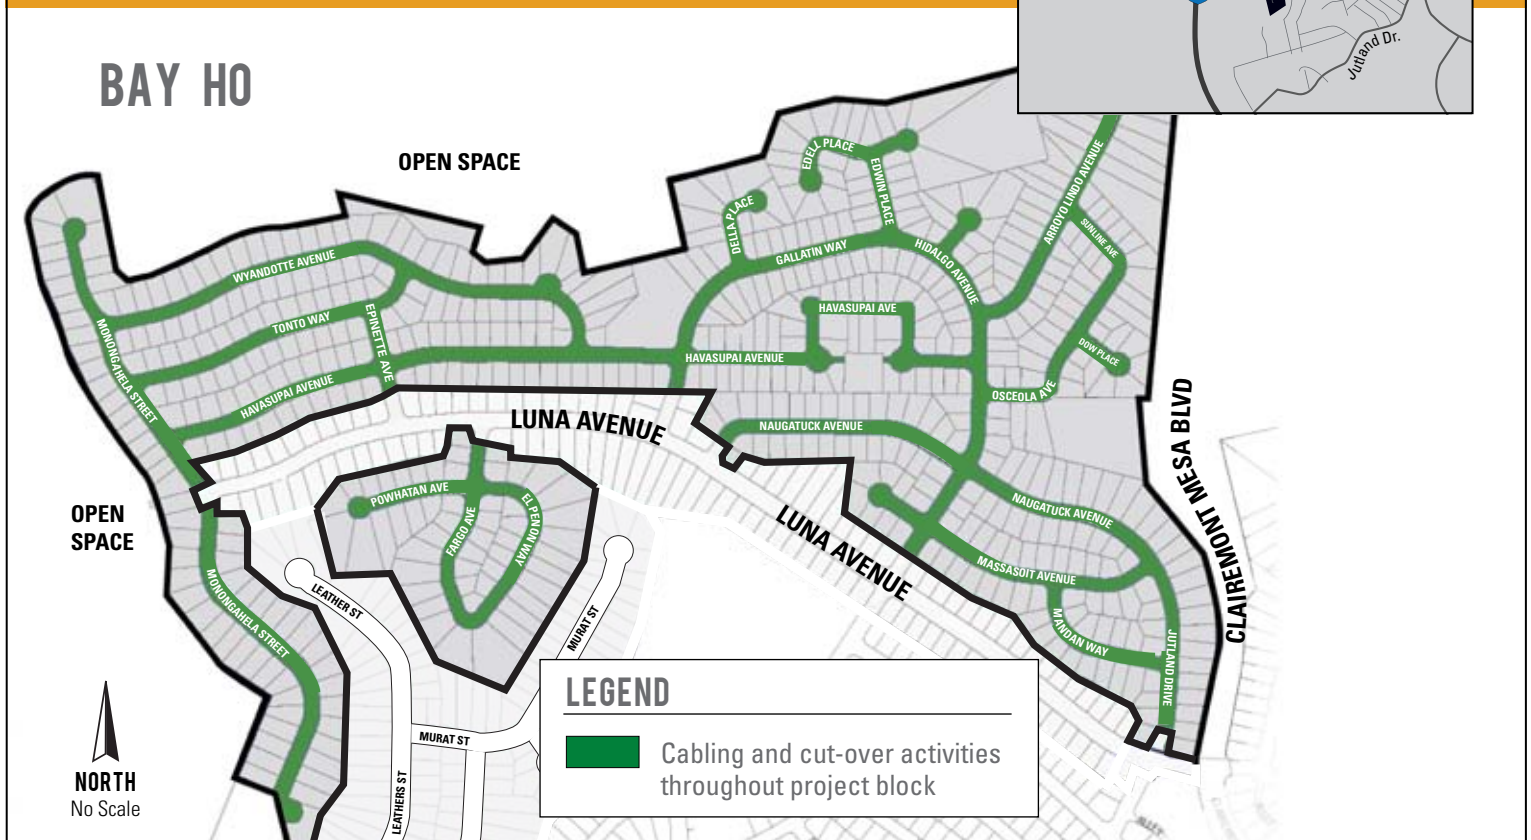 Jutland Dr.
BAY HO
OPEN SPACE
EDELL PLACE
EDWIN PLACE
DELLA PLACE
GALLATIN WAY
HIDALGO AVENUE
ARROYO LINDO AVENUE
SUNLINE AVE
WYANDOTTE AVENUE
TONTO WAY
EPINETTE AVE
MONONGAHELA STREET
HAVASUPAI AVENUE
HAVASUPAI AVE
HAVASUPAI AVENUE
DOW PLACE
OSCEOLA AVE
LUNA AVENUE
NAUGATUCK AVENUE
CLAIREMONT MESA BLVD
POWHATAN AVE
FARGO AVE
EL PENON WAY
NAUGATUCK AVENUE
LUNA AVENUE
OPEN
SPACE
MASSASOIT AVENUE
MONONGAHELA STREET
LEATHER ST
MURAT ST
MANDAN WAY
JUTLAND DRIVE
MURAT ST
LEATHERS ST
NORTH
No Scale
LEGEND
Cabling and cut-over activities
throughout project block